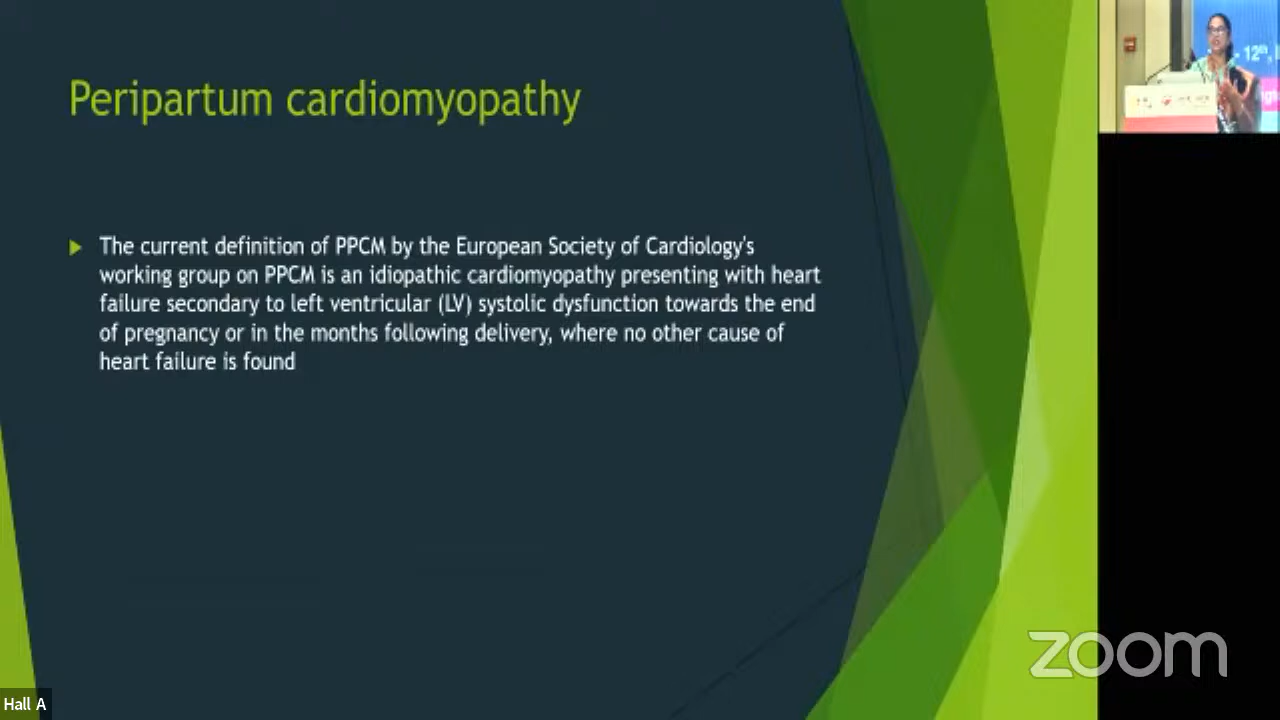 Peripartum cardiomyopathy
The current definition of PPCM by the European Society of Cardiology's
working group on PPCM is an idiopathic cardiomyopathy presenting with heart
failure secondary to left ventricular (LV) systolic dysfunction towards the end
of pregnancy or in the months following delivery, where no other cause of
heart failure is found
12th,
zoom
Hall A